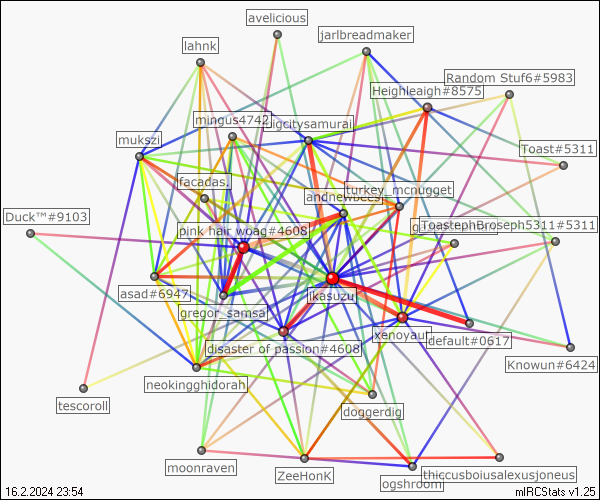 avelicious
lahnk
jarlbreadmaker
Random Stuf6#5983
Heighleaigh#8575
mingus4742
bigcitysamurai
mukszi
Toast#5311
facadas.
turkey_mcnugget
andnewbees
Duck™#9103
ToastephBroseph5311#5311
pink hair woag#4608
asad#6947
jkasuzu
gregor_samsa
xenoyaur
default#0617
disaster of passion#4608
Knowun#6424
neokingghidorah
tescoroll
doggerdig
moonraven
ZeeHonK
thiccusboiusalexusjoneus
ogshroom
16.2.2024 23:54
mIRCStats v1.25